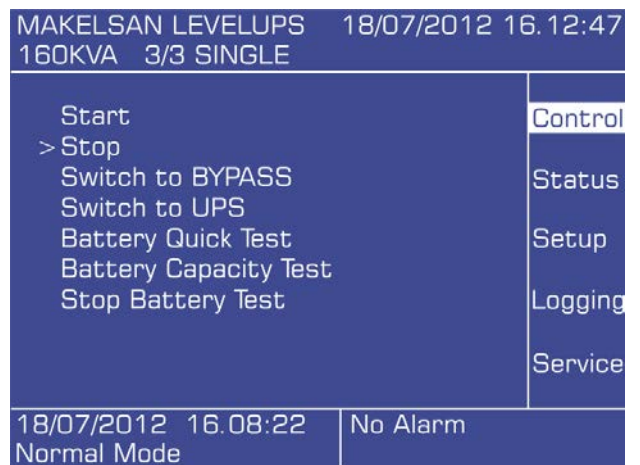 MAKELSAN LEVELUPS 18/07/2012 16.12:47
160KVA 3/3 SINGLE
Start
>Stop
Switch to BYPASS
Switch to UPS
Battery Quick Test
Battery Capacity Test
Stop Battery Test
Control
Status
Setup
Logging
Service
18/07/2012 16.08:22
Normal Mode
No Alarm